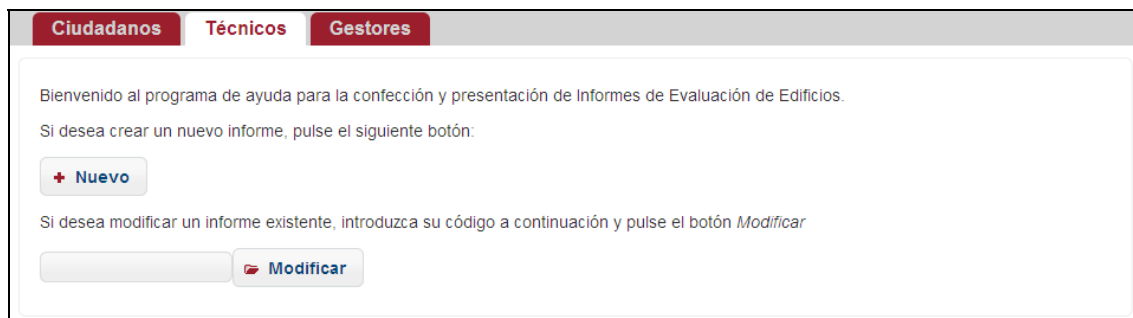 Ciudadanos Técnicos Gestores
Bienvenido al programa de ayuda para la confección y presentación de Informes de Evaluación de Edificios.
Si desea crear un nuevo informe, pulse el siguiente botón:
Nuevo
Si desea modificar un informe existente, introduzca su código a continuación y pulse el botón Modificar
Modificar